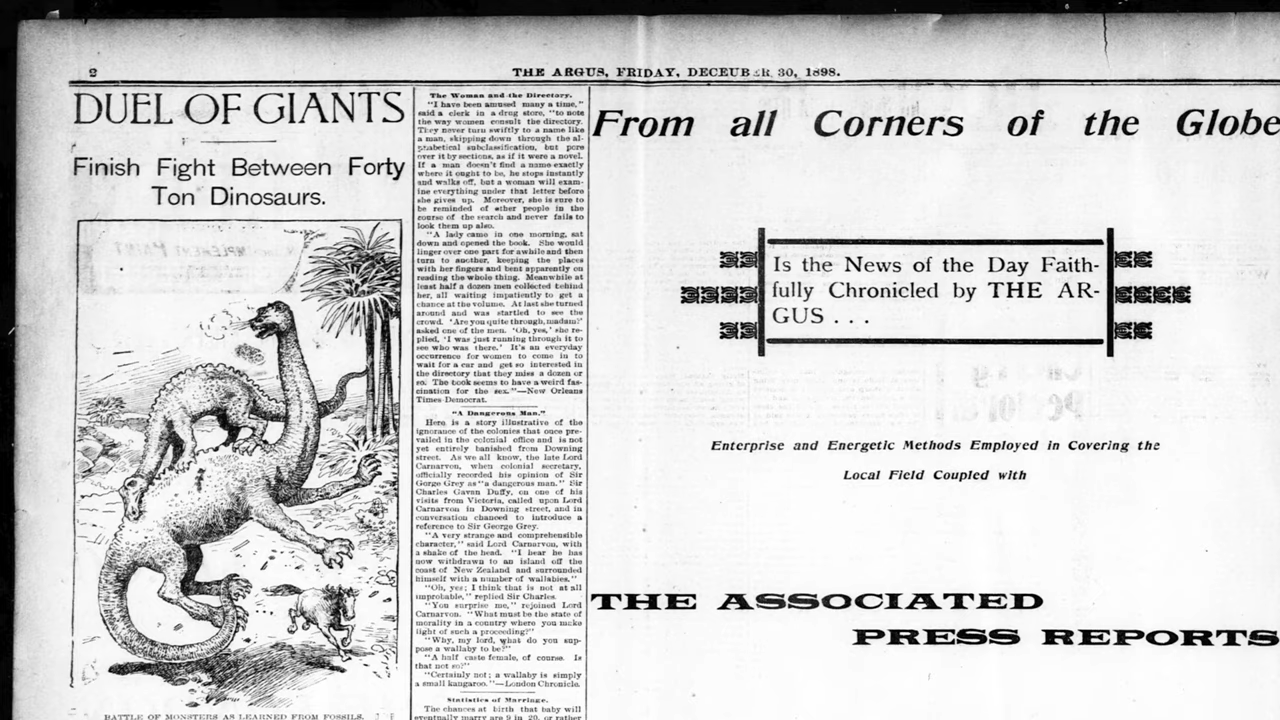 2
THE ARGUS, FRIDAY, DECEUBER 30, 1898.
DUEL OF GIANTS
Finish Fight Between Forty
Ton Dinosaurs.
BATTLE OF MONSTERS AS LEARNED FROM FOSSILS.
The Woman and the Directory.
"I have been amused many a time,"
said a clerk in a drug store, "to note
the way women consult the directory.
They never turn swiftly to a name like
a man, skipping down through the al-
phabetical subclassification, but pore
over it by sections, as if it were a novel.
If a man doesn't find a name exactly
where it ought to be, he stops instantly
and walks off, but a woman will exam-
ine everything under that letter before
she gives up. Moreover, she is sure to
be reminded of other people in the
course of the search and never fails to
look them up also.
"A lady came in one morning, sat
down and opened the book. She would
linger over one part for awhile and then
turn to another, keeping the places
with her fingers and bent apparently on
reading the whole thing. Meanwhile at
least half a dozen men collected behind
her, all waiting impatiently to get a
chance at the volume. At last she turned
around and was startled to see the
crowd. 'Are you quite through, madam?'
asked one of the men. 'Oh, yes,' she re-
plied, 'I was just running through it to
see who was there.' It's an everyday
occurrence for women to come in to
wait for a car and get so interested in
the directory that they miss a dozen or
so. The book seems to have a weird fas-
cination for the sex."—New Orleans
Times-Democrat.
"A Dangerous Man."
Here is a story illustrative of the
ignorance of the colonies that once pre-
vailed in the colonial office and is not
yet entirely banished from Downing
street. As we all know, the late Lord
Carnarvon, when colonial secretary,
officially recorded his opinion of Sir
Gorge Grey as "a dangerous man." Sir
Charles Gavan Duffy, on one of his
visits from Victoria, called upon Lord
Carnarvon in Downing street, and in
conversation chanced to introduce a
reference to Sir George Grey.
"A very strange and comprehensible
character," said Lord Carnarvon, with
a shake of the head. "I hear he has
now withdrawn to an island off the
coast of New Zealand and surrounded
himself with a number of wallabies."
"Oh, yes; I think that is not at all
improbable," replied Sir Charles.
"You surprise me," rejoined Lord
Carnarvon. "What must be the state of
morality in a country where you make
light of such a proceeding?"
"Why, my lord, what do you sup-
pose a wallaby to be?"
"A half caste female, of course. Is
that not so?"
"Certainly not; a wallaby is simply
a small kangaroo."—London Chronicle.
Statistics of Marriage.
The chances at birth that baby will
eventually marry are 9 in 20, or rather
From all Corners of the Globe
Is the News of the Day Faith-
fully Chronicled by THE AR-
GUS . . .
Enterprise and Energetic Methods Employed in Covering the
Local Field Coupled with
THE ASSOCIATED
PRESS REPORTS